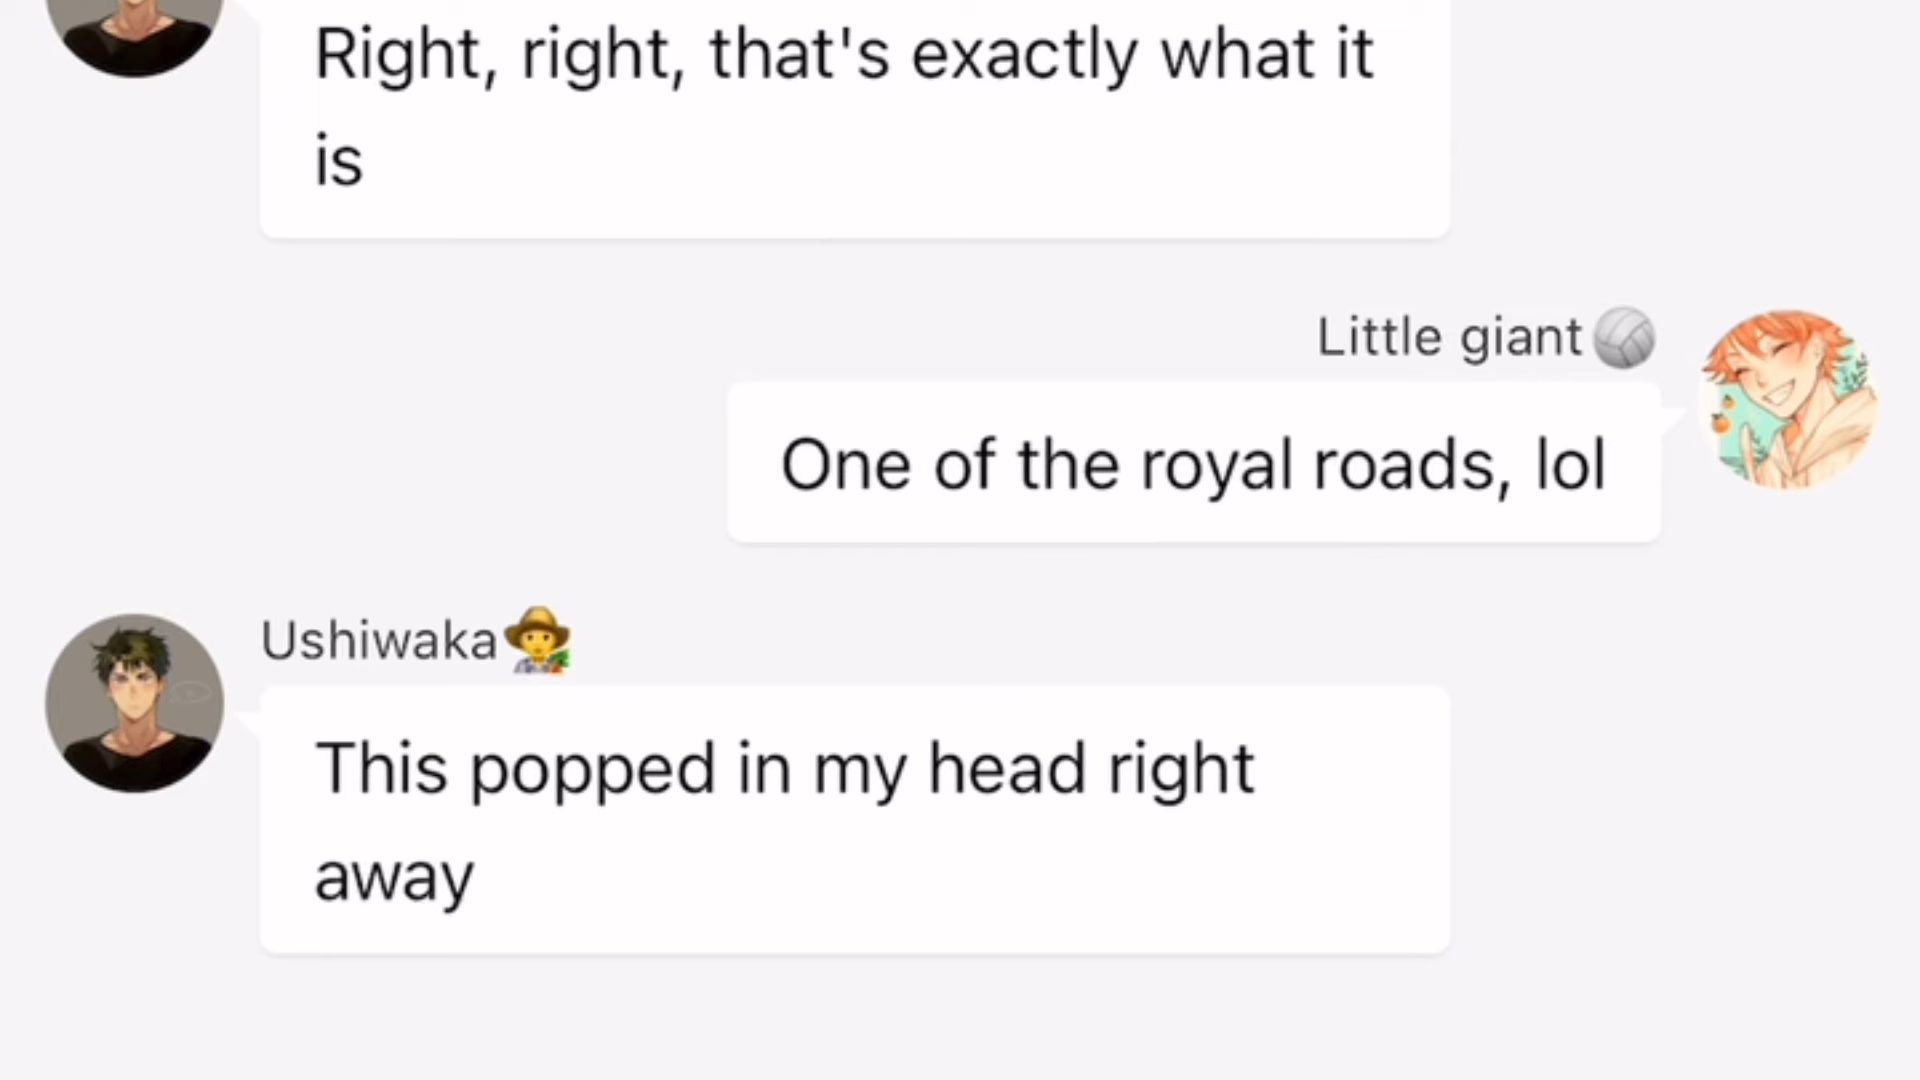 Right, right, that's exactly what it
is
Little giant🏐
One of the royal roads, lol
Ushiwaka🧑‍🌾
This popped in my head right
away